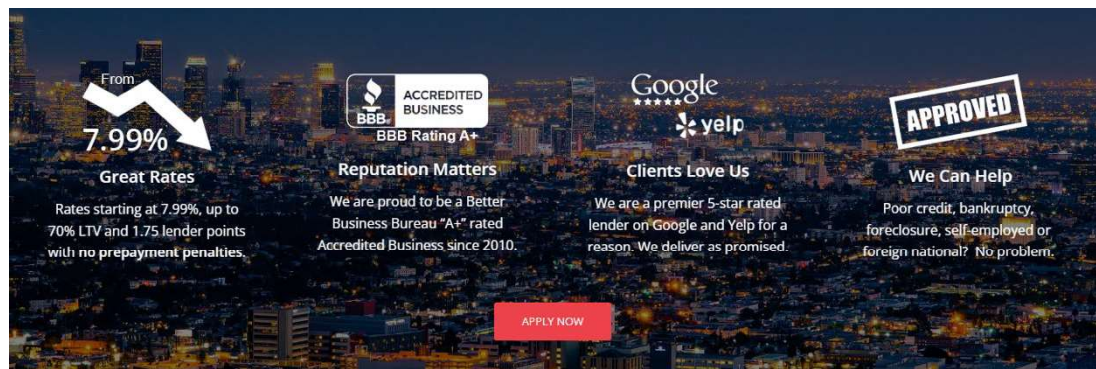 From
7.99%
Great Rates
Rates starting at 7.99%, up to
70% LTV and 1.75 lender points
with no prepayment penalties.
BBB
ACCREDITED
BUSINESS
BBB Rating A+
Reputation Matters
We are proud to be a Better
Business Bureau “A+” rated
Accredited Business since 2010.
Google
yelp
Clients Love Us
We are a premier 5-star rated
lender on Google and Yelp for a
reason. We deliver as promised.
APPROVED
We Can Help
Poor credit, bankruptcy,
foreclosure, self-employed or
foreign national? No problem.
APPLY NOW